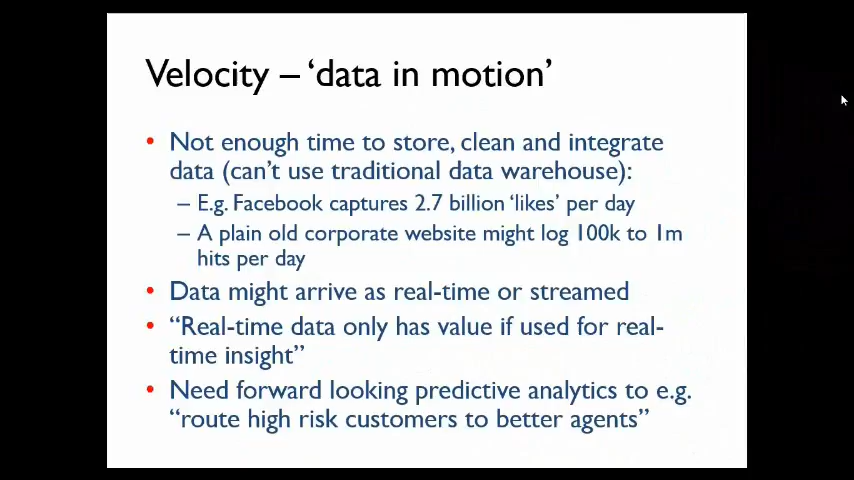 Velocity – ‘data in motion’
• Not enough time to store, clean and integrate
data (can’t use traditional data warehouse):
– E.g. Facebook captures 2.7 billion ‘likes’ per day
– A plain old corporate website might log 100k to 1m
hits per day
• Data might arrive as real-time or streamed
• “Real-time data only has value if used for real-
time insight”
• Need forward looking predictive analytics to e.g.
“route high risk customers to better agents”